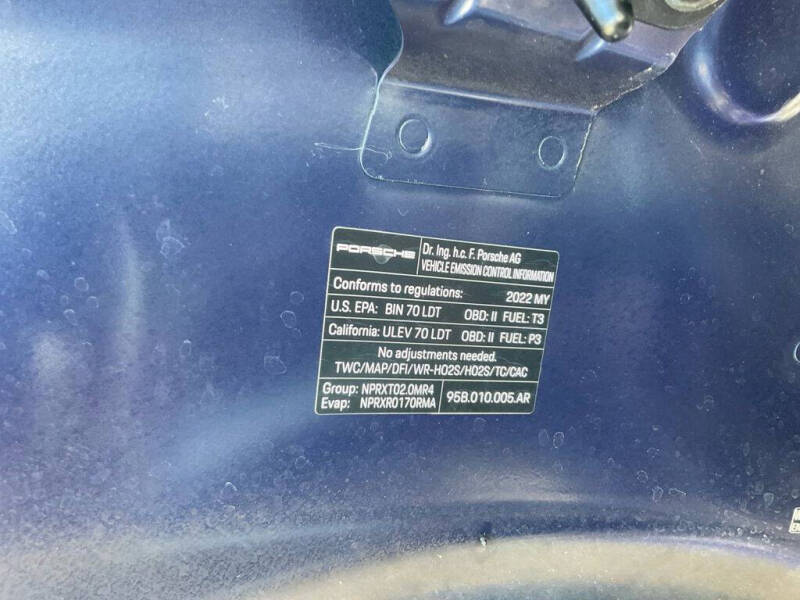 PORSCHE
Dr. Ing. h.c. F. Porsche AG
VEHICLE EMISSION CONTROL INFORMATION
Conforms to regulations: 2022 MY
U.S. EPA: BIN 70 LDT OBD: II FUEL: T3
California: ULEV 70 LDT OBD: II FUEL: P3
No adjustments needed.
TWC/MAP/DFI/WR-HO2S/HO2S/TC/CAC
Group: NPRXT02.0MR4
Evap: NPRXR0170RMA
95B.010.005.AR